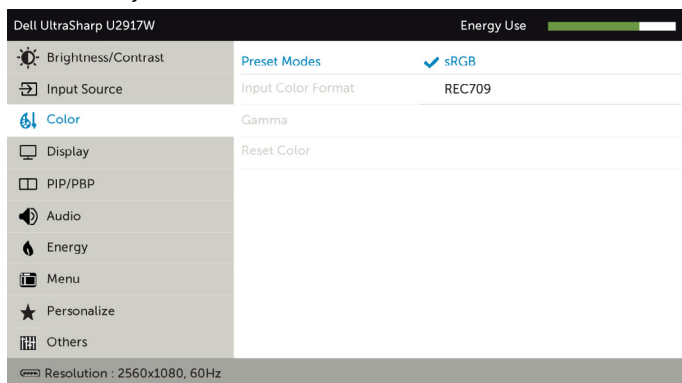 Dell UltraSharp U2917W Energy Use
Brightness/Contrast Preset Modes sRGB
Input Source Input Color Format REC709
Color Gamma
Display Reset Color
PIP/PBP
Audio
Energy
Menu
Personalize
Others
Resolution : 2560x1080, 60Hz